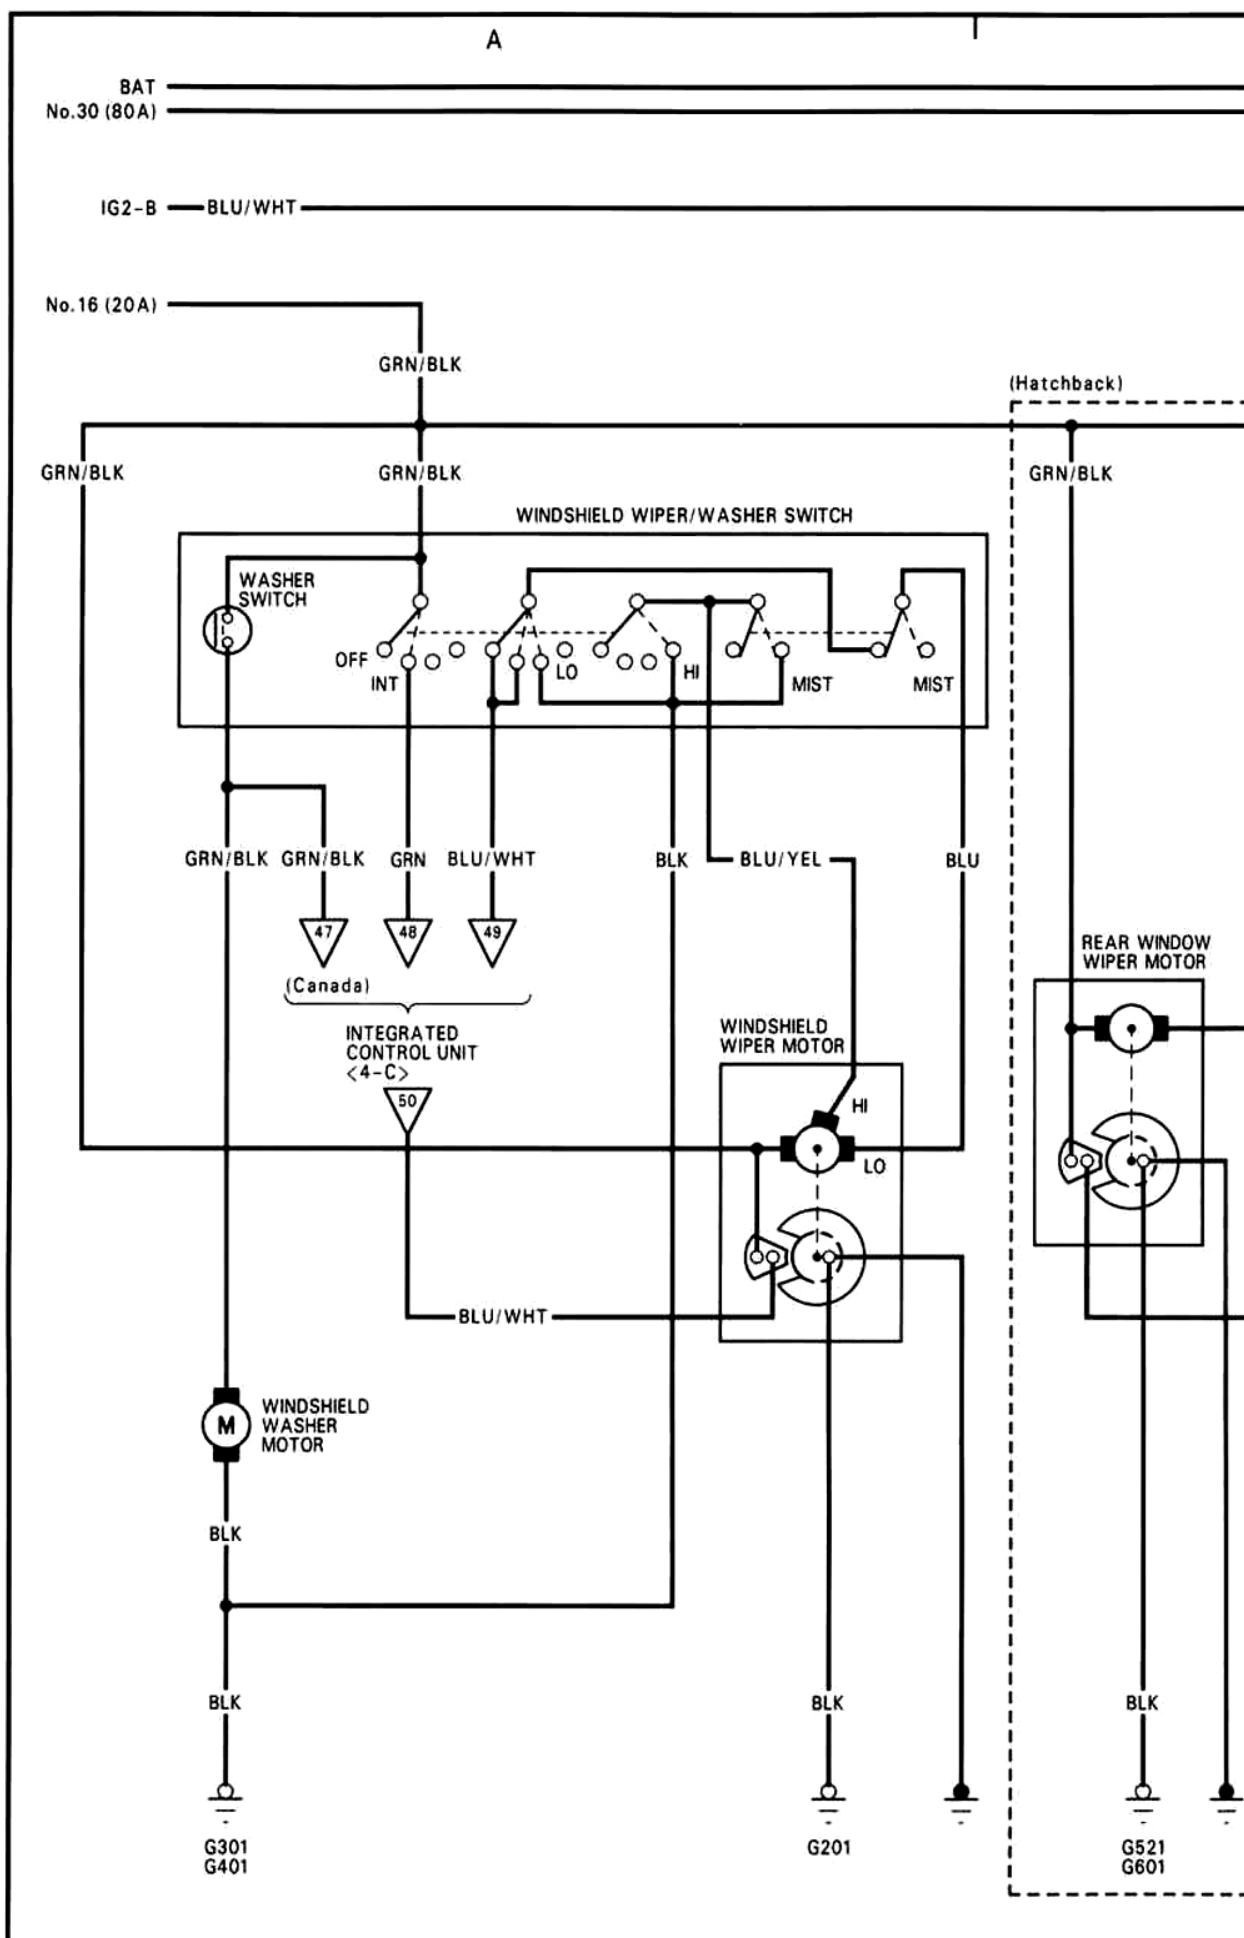 A
BAT
No.30 (80A)
IG2-B
BLU/WHT
No.16 (20A)
GRN/BLK
(Hatchback)
GRN/BLK
GRN/BLK
GRN/BLK
WINDSHIELD WIPER/WASHER SWITCH
WASHER
SWITCH
OFF
INT
LO
HI
MIST
MIST
GRN/BLK
GRN/BLK
GRN
BLU/WHT
BLK
BLU/YEL
BLU
47
48
49
(Canada)
INTEGRATED
CONTROL UNIT
<4-C>
50
REAR WINDOW
WIPER MOTOR
WINDSHIELD
WIPER MOTOR
HI
LO
BLU/WHT
M
WINDSHIELD
WASHER
MOTOR
BLK
BLK
BLK
BLK
G301
G401
G201
G521
G601